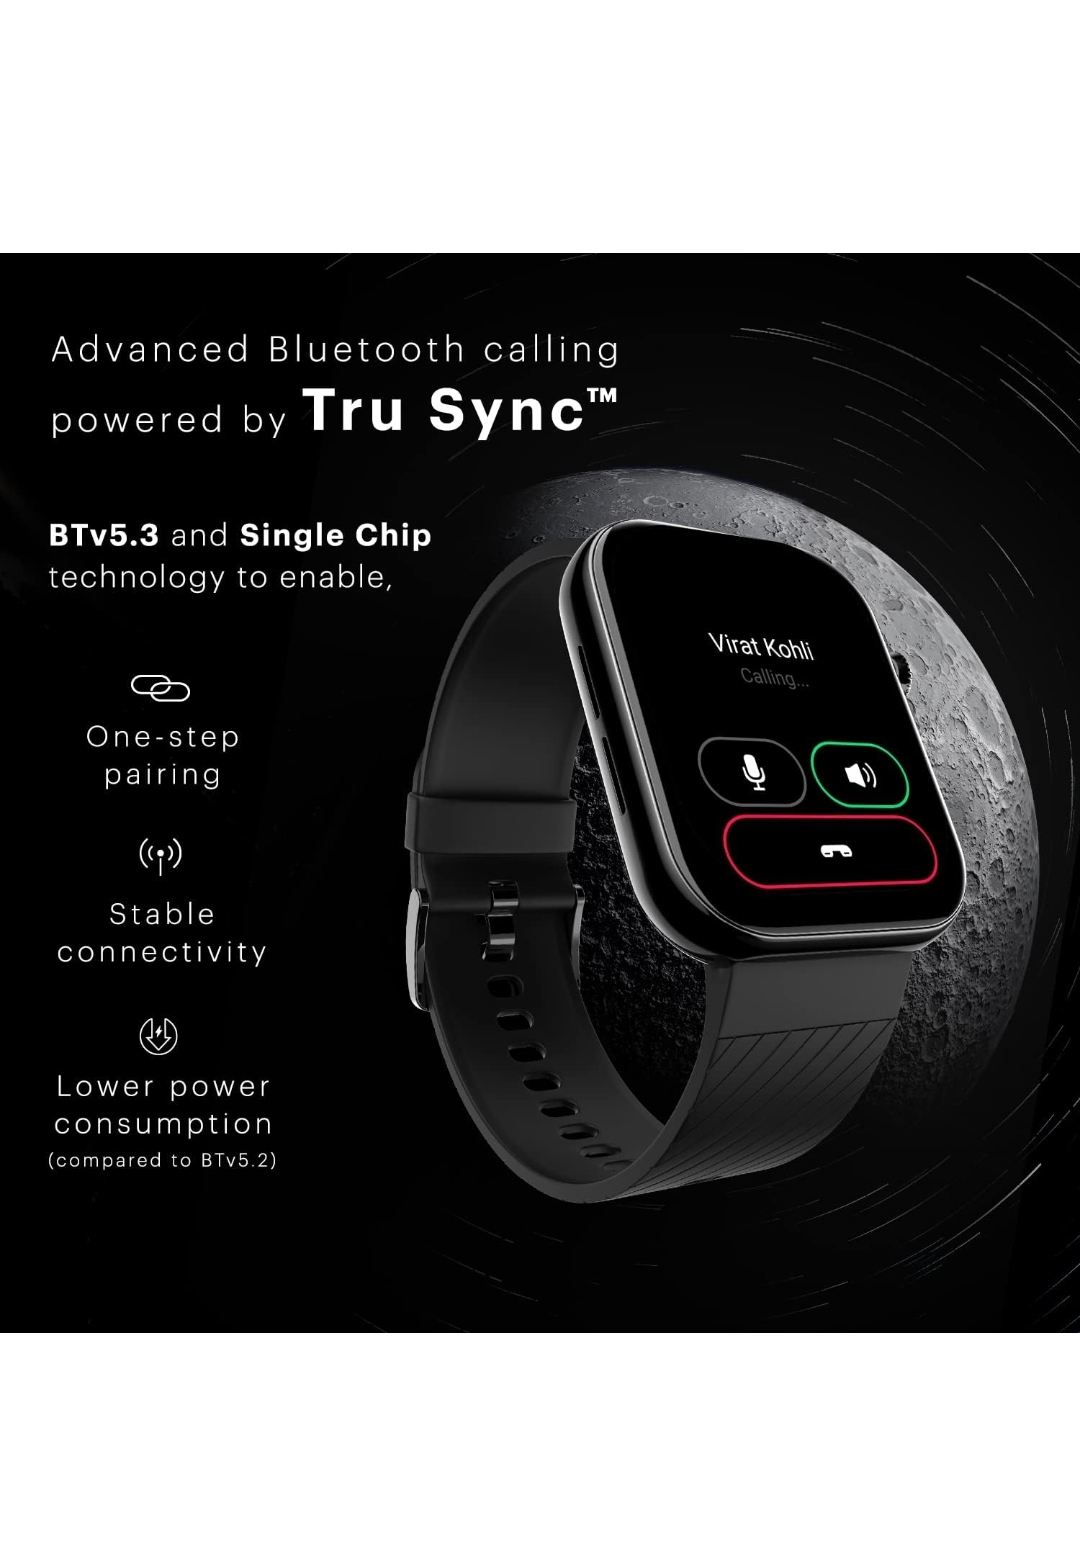 Advanced Bluetooth calling
powered by Tru Sync™
BTv5.3 and Single Chip
technology to enable,
One-step
pairing
Stable
connectivity
Lower power
consumption
(compared to BTv5.2)
Virat Kohli
Calling...